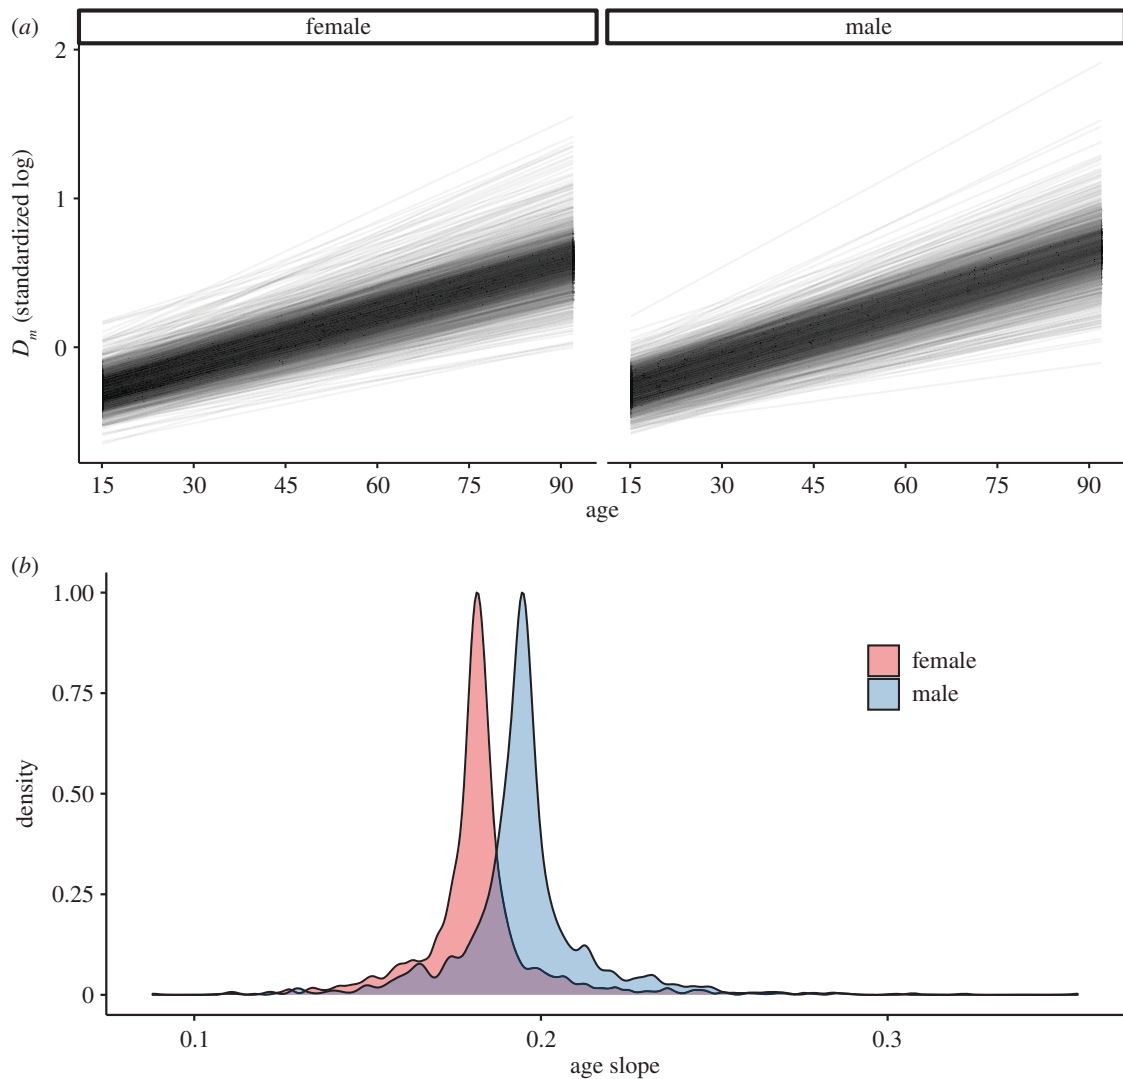 (a)
female male
2
1
0
D_m (standardized log)
15 30 45 60 75 90 15 30 45 60 75 90
age
(b)
1.00
0.75
0.50
0.25
0
density
female
male
0.1 0.2 0.3
age slope